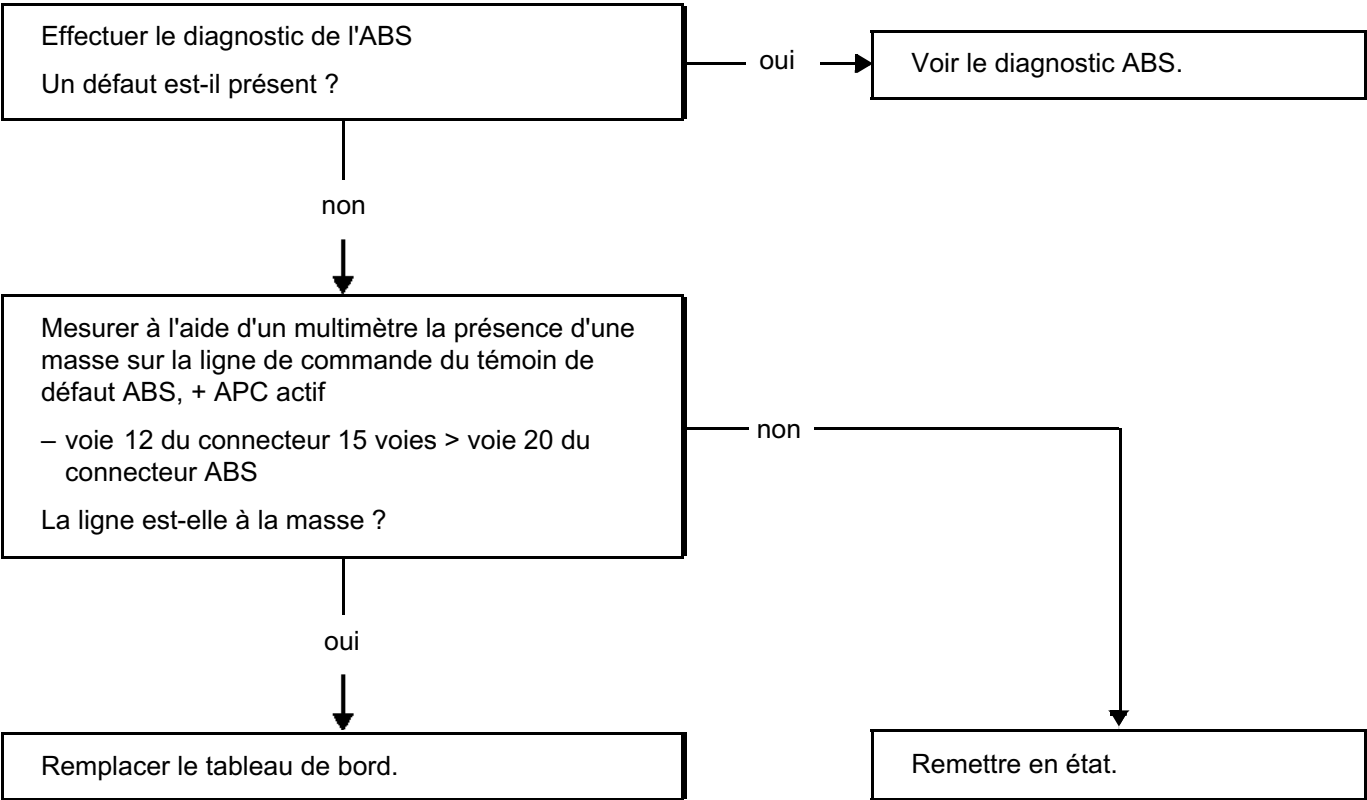 Effectuer le diagnostic de l'ABS
Un défaut est-il présent ?
oui
Voir le diagnostic ABS.
non
Mesurer à l'aide d'un multimètre la présence d'une
masse sur la ligne de commande du témoin de
défaut ABS, + APC actif
– voie 12 du connecteur 15 voies > voie 20 du
connecteur ABS
La ligne est-elle à la masse ?
non
oui
Remplacer le tableau de bord.
Remettre en état.